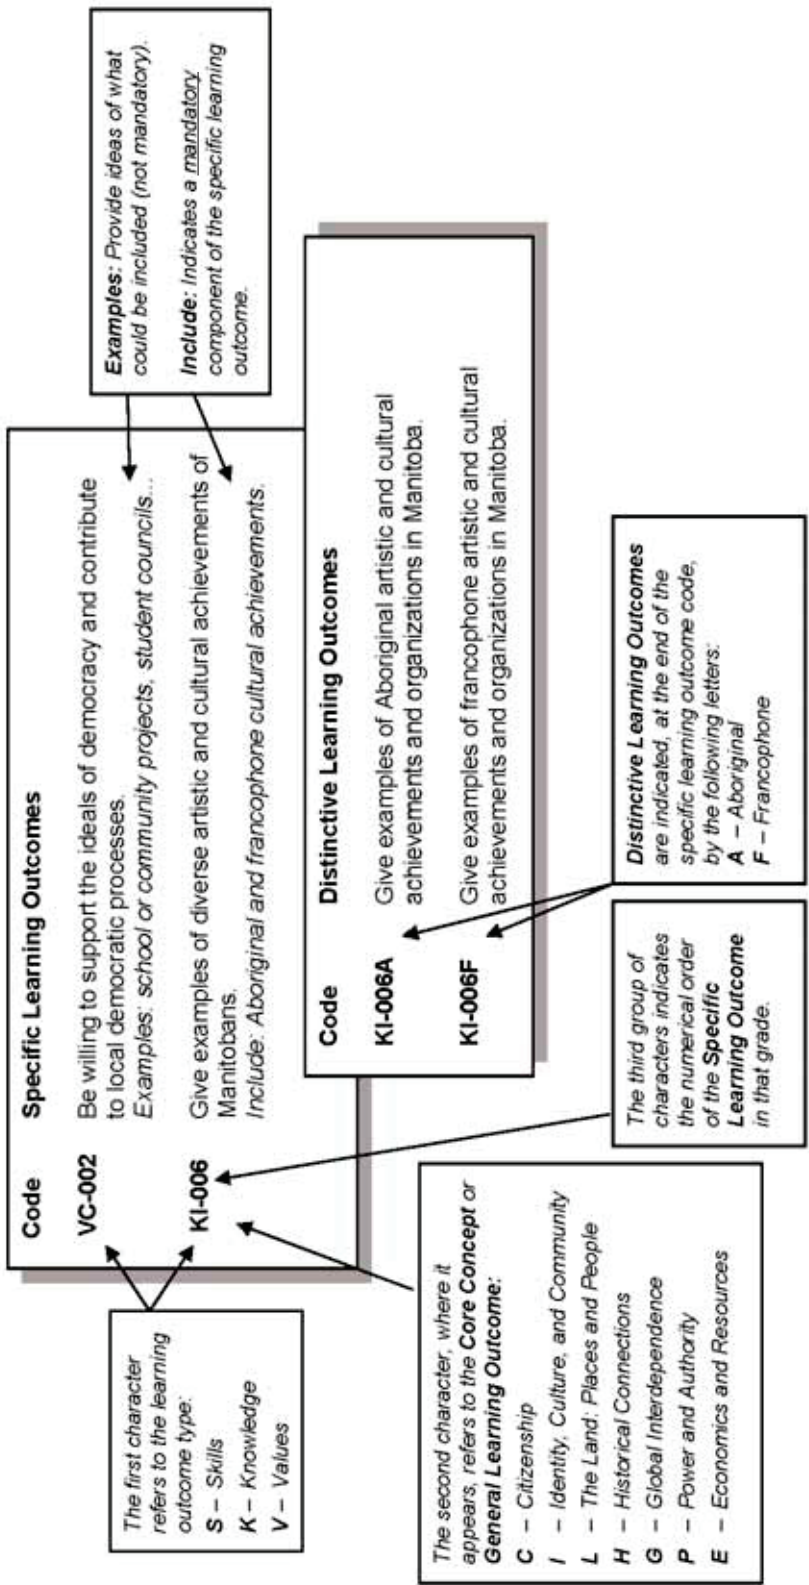 Code Specific Learning Outcomes
VC-002 Be willing to support the ideals of democracy and contribute
to local democratic processes.
Examples: school or community projects, student councils...
KI-006 Give examples of diverse artistic and cultural achievements of
Manitobans.
Include: Aboriginal and francophone cultural achievements.
Examples: Provide ideas of what
could be included (not mandatory).
Include: Indicates a mandatory
component of the specific learning
outcome.
Code Distinctive Learning Outcomes
KI-006A Give examples of Aboriginal artistic and cultural
achievements and organizations in Manitoba.
KI-006F Give examples of francophone artistic and cultural
achievements and organizations in Manitoba.
The first character
refers to the learning
outcome type:
S – Skills
K – Knowledge
V – Values
The second character, where it
appears, refers to the Core Concept or
General Learning Outcome:
C – Citizenship
I – Identity, Culture, and Community
L – The Land: Places and People
H – Historical Connections
G – Global Interdependence
P – Power and Authority
E – Economics and Resources
The third group of
characters indicates
the numerical order
of the Specific
Learning Outcome
in that grade.
Distinctive Learning Outcomes
are indicated, at the end of the
specific learning outcome code,
by the following letters:
A – Aboriginal
F – Francophone